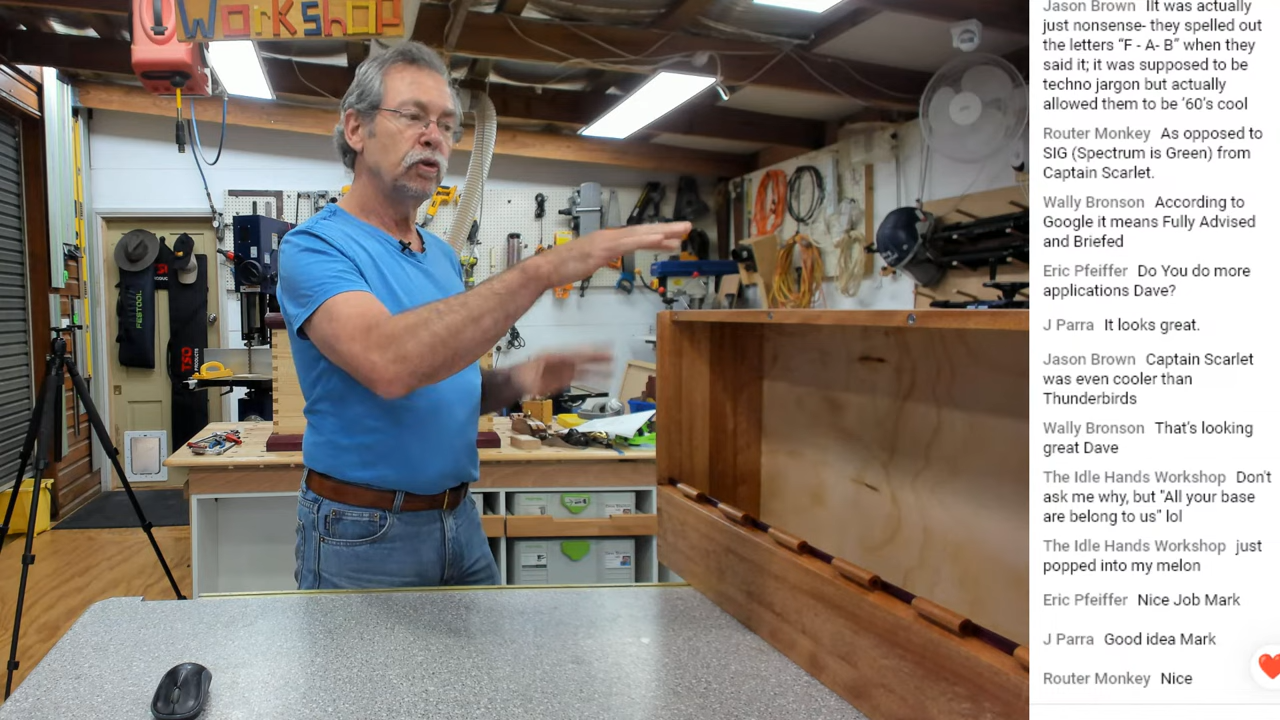 Workshop
FESTOOL
TSO
PRODUCTS
Jason Brown IIt was actually
just nonsense- they spelled out
the letters “F - A- B” when they
said it; it was supposed to be
techno jargon but actually
allowed them to be ’60's cool
Router Monkey As opposed to
SIG (Spectrum is Green) from
Captain Scarlet.
Wally Bronson According to
Google it means Fully Advised
and Briefed
Eric Pfeiffer Do You do more
applications Dave?
J Parra It looks great.
Jason Brown Captain Scarlet
was even cooler than
Thunderbirds
Wally Bronson That's looking
great Dave
The Idle Hands Workshop Don't
ask me why, but "All your base
are belong to us" lol
The Idle Hands Workshop just
popped into my melon
Eric Pfeiffer Nice Job Mark
J Parra Good idea Mark
Router Monkey Nice